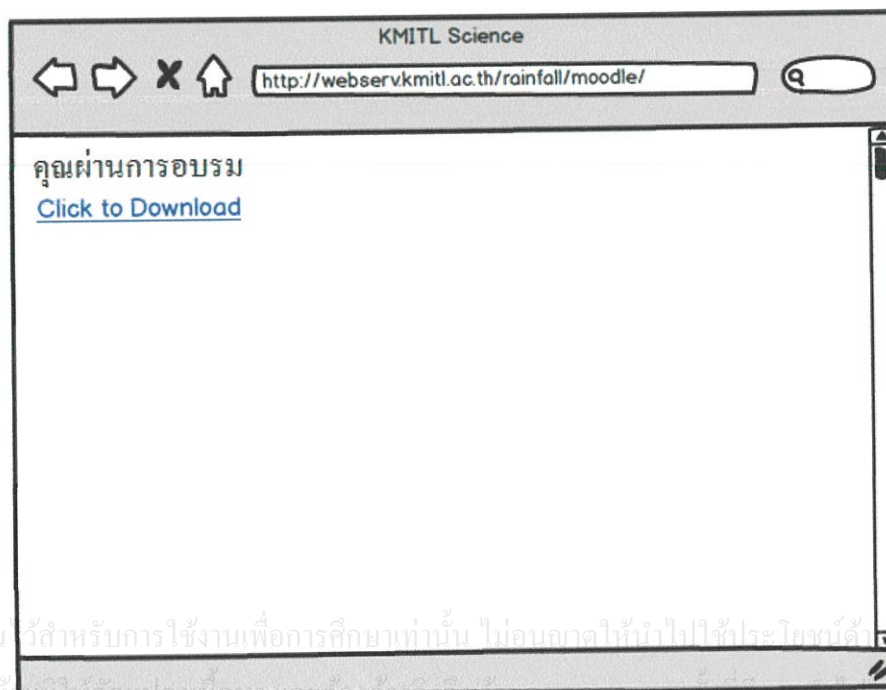 KMITL Science
http://webserv.kmitl.ac.th/rainfall/moodle/
คุณผ่านการอบรม
Click to Download
ไว้สำหรับการใช้งานเพื่อการศึกษาเท่านั้น ไม่อนุญาตให้นำไปใช้ประโยชน์ด้าน